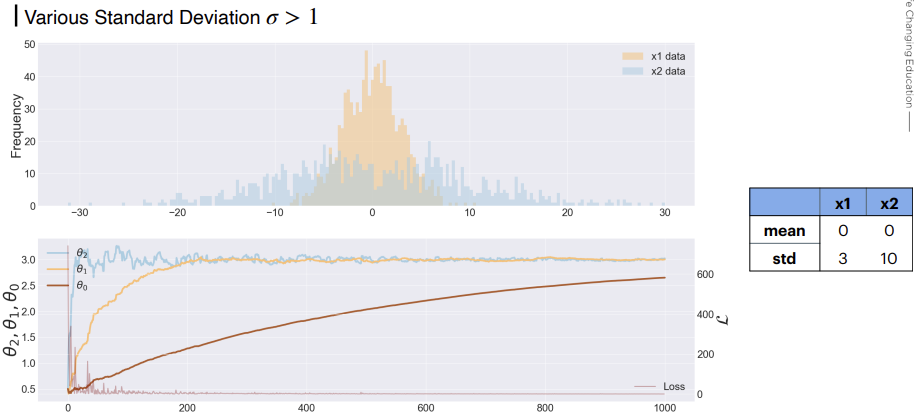 Various Standard Deviation σ > 1
e Changing Education
50
40
30
20
10
0
Frequency
x1 data
x2 data
−30
−20
−10
0
10
20
30
x1 x2
mean 0 0
std 3 10
3.0
2.5
2.0
1.5
1.0
0.5
θ₂, θ₁, θ₀
θ₂
θ₁
θ₀
600
400
200
0
ℒ
Loss
0
200
400
600
800
1000